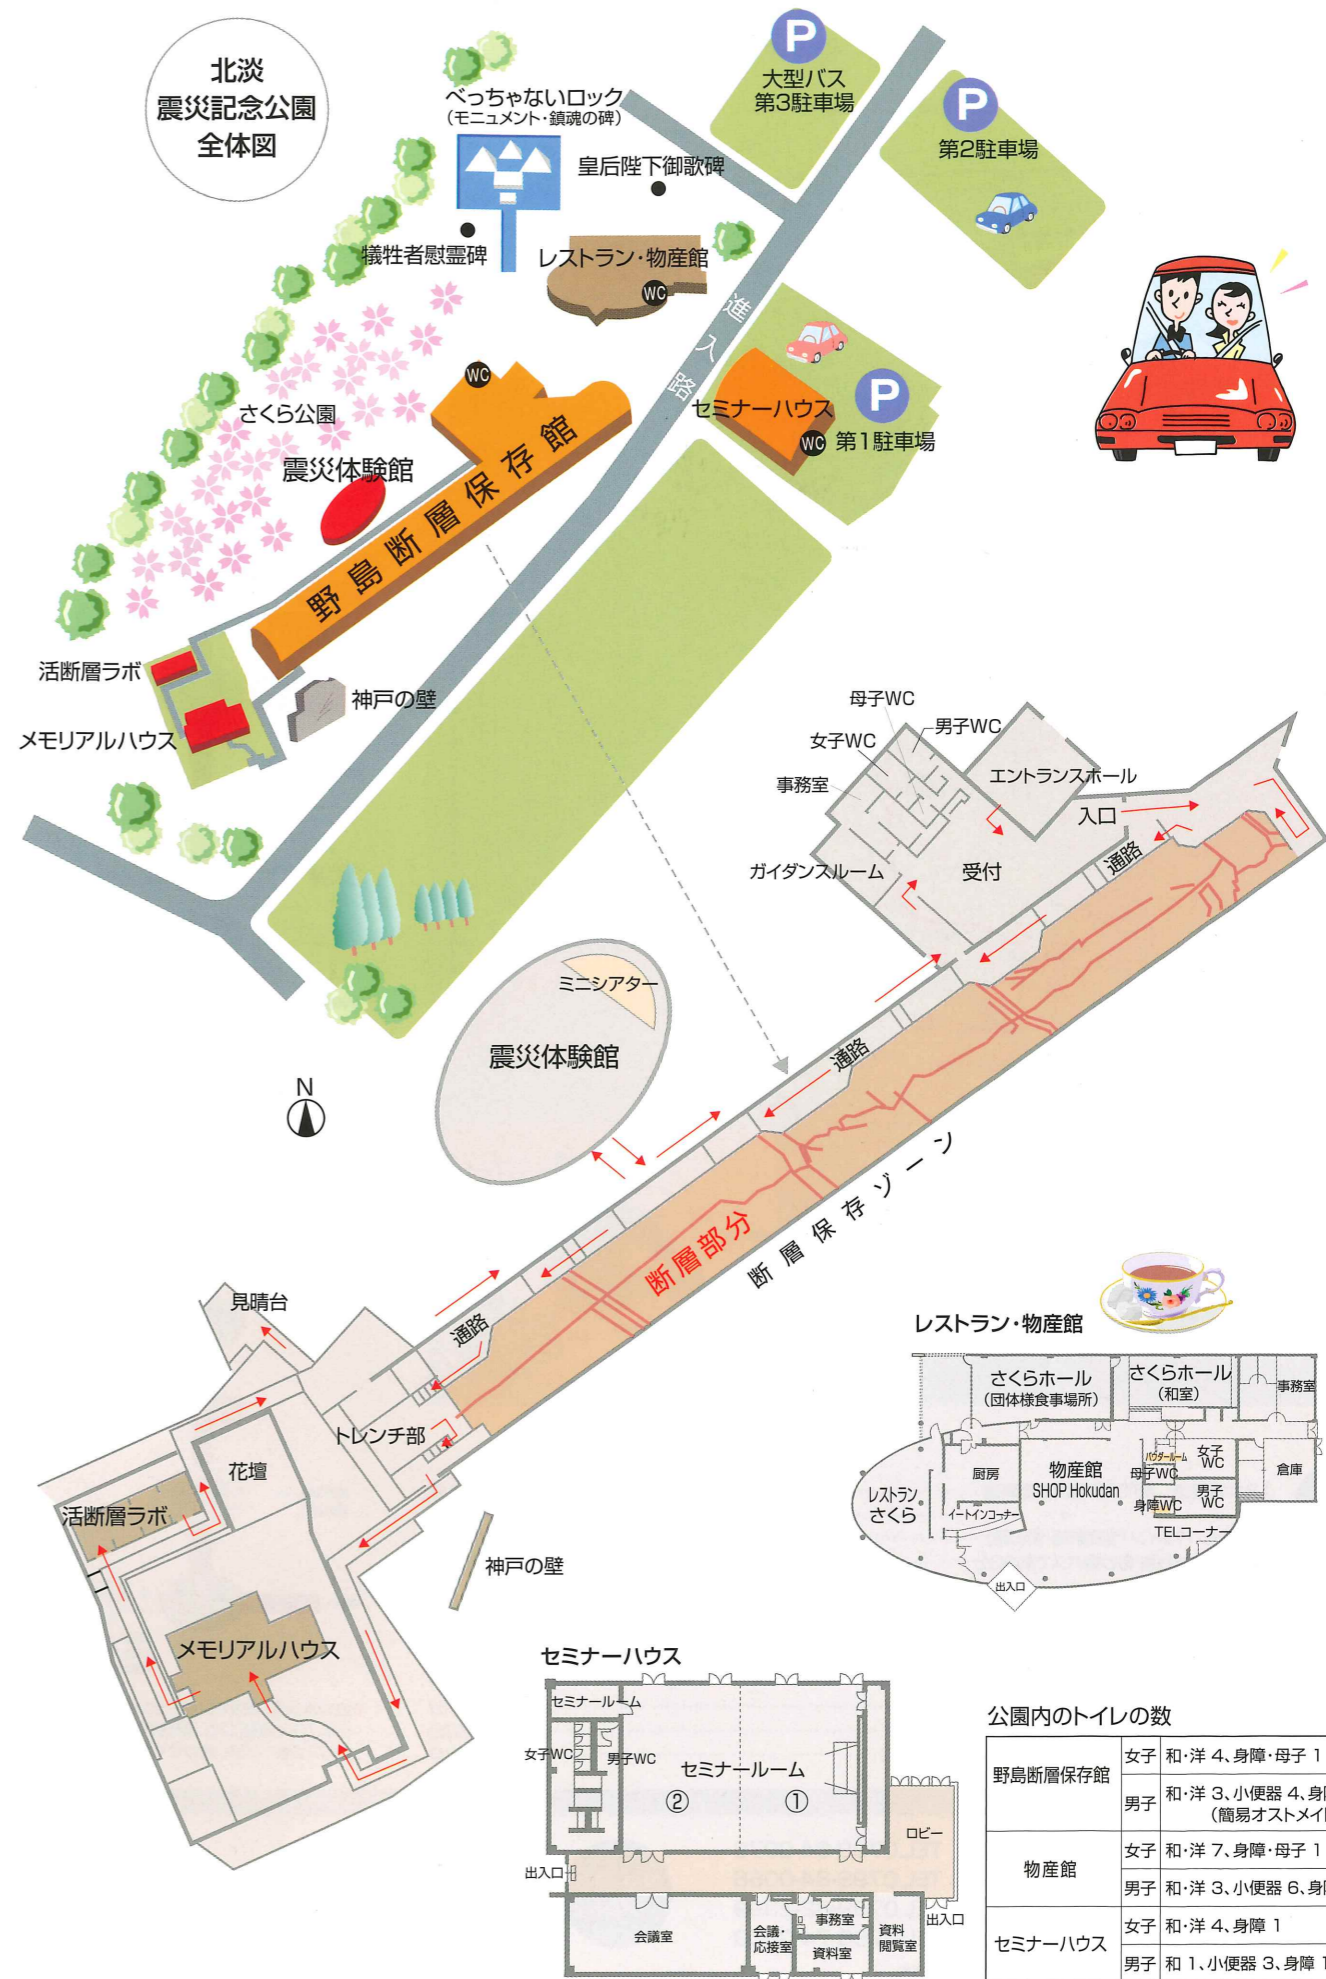 北淡
震災記念公園
全体図
べっちゃないロック
(モニュメント・鎮魂の碑)
皇后陛下御歌碑
犠牲者慰霊碑
レストラン・物産館
WC
P
大型バス
第3駐車場
P
第2駐車場
進入路
セミナーハウス
WC
P
第1駐車場
WC
さくら公園
震災体験館
野島断層保存館
活断層ラボ
メモリアルハウス
神戸の壁
母子WC
男子WC
女子WC
事務室
エントランスホール
入口
ガイダンスルーム
受付
通路
ミニシアター
震災体験館
通路
N
断層部分
断層保存ゾーン
見晴台
通路
トレンチ部
花壇
活断層ラボ
神戸の壁
メモリアルハウス
レストラン・物産館
さくらホール
(団体様食事場所)
さくらホール
(和室)
事務室
厨房
物産館
SHOP Hokudan
パウダールーム
女子
WC
母子WC
倉庫
レストラン
さくら
イートインコーナー
身障WC
男子
WC
TELコーナー
出入口
セミナーハウス
セミナールーム
女子WC
男子WC
セミナールーム
②
①
ロビー
出入口
会議室
会議・
応接室
事務室
資料室
資料
閲覧室
出入口
公園内のトイレの数
野島断層保存館
女子 和・洋 4、身障・母子 1
男子 和・洋 3、小便器 4、身
(簡易オストメイ
物産館
女子 和・洋 7、身障・母子 1
男子 和・洋 3、小便器 6、身
セミナーハウス
女子 和・洋 4、身障 1
男子 和 1、小便器 3、身障 1